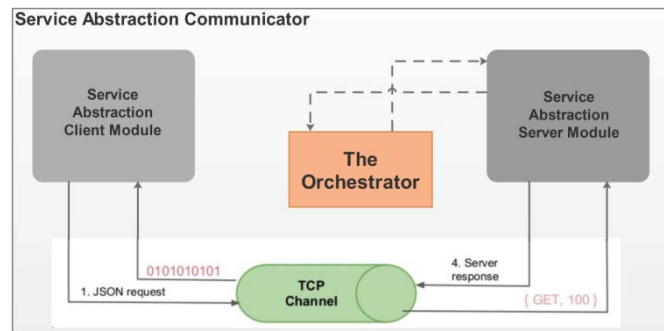 Service Abstraction Communicator
Service
Abstraction
Client Module
Service
Abstraction
Server Module
The
Orchestrator
0101010101
1. JSON request
TCP
Channel
4. Server
response
{ GET, 100 }